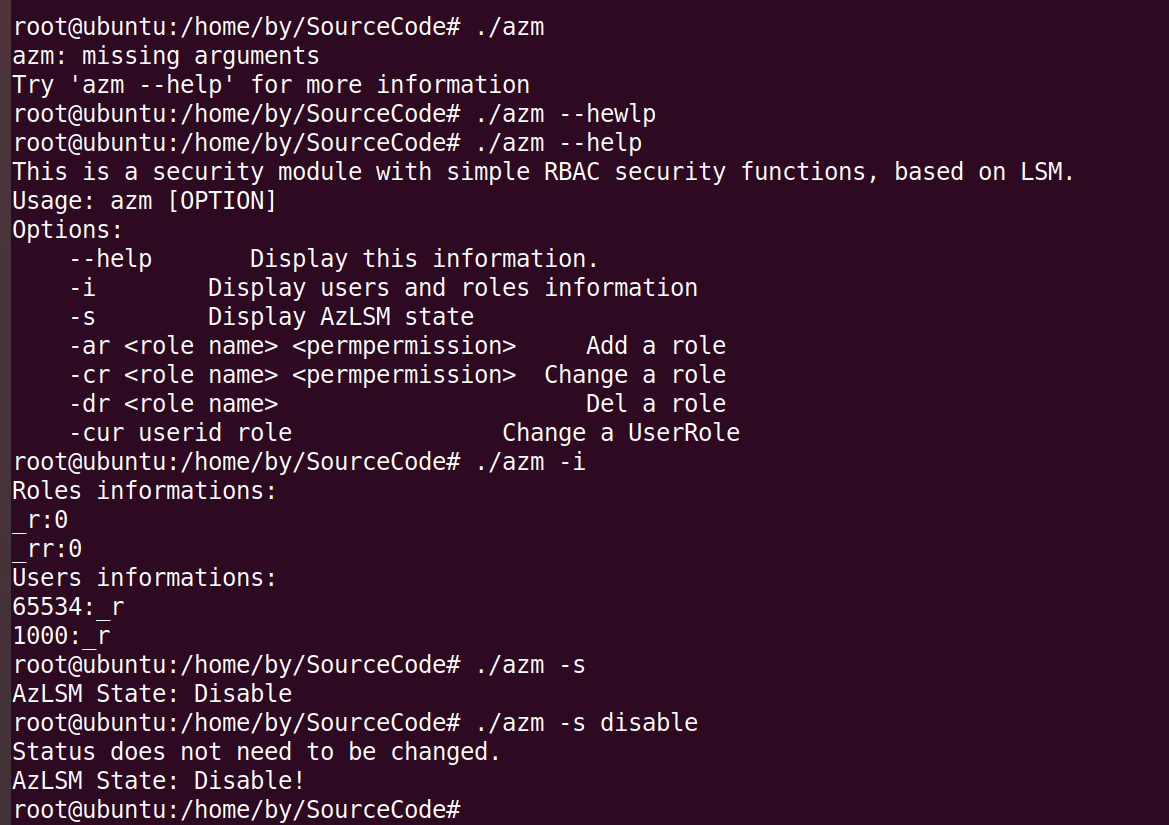 root@ubuntu:/home/by/SourceCode# ./azm
azm: missing arguments
Try 'azm --help' for more information
root@ubuntu:/home/by/SourceCode# ./azm --hewlp
root@ubuntu:/home/by/SourceCode# ./azm --help
This is a security module with simple RBAC security functions, based on LSM.
Usage: azm [OPTION]
Options:
    --help       Display this information.
    -i        Display users and roles information
    -s        Display AzLSM state
    -ar <role name> <permpermission>     Add a role
    -cr <role name> <permpermission>  Change a role
    -dr <role name>                      Del a role
    -cur userid role               Change a UserRole
root@ubuntu:/home/by/SourceCode# ./azm -i
Roles informations:
_r:0
_rr:0
Users informations:
65534:_r
1000:_r
root@ubuntu:/home/by/SourceCode# ./azm -s
AzLSM State: Disable
root@ubuntu:/home/by/SourceCode# ./azm -s disable
Status does not need to be changed.
AzLSM State: Disable!
root@ubuntu:/home/by/SourceCode#